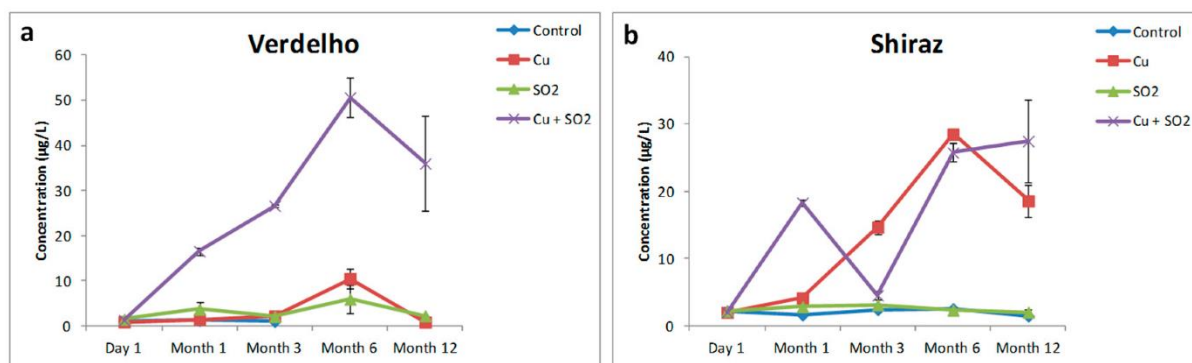 a
Verdelho
Concentration (µg/L)
60
50
40
30
20
10
0
Day 1 Month 1 Month 3 Month 6 Month 12
Control
Cu
SO2
Cu + SO2
b
Shiraz
Concentration (µg/L)
40
30
20
10
0
Day 1 Month 1 Month 3 Month 6 Month 12
Control
Cu
SO2
Cu + SO2